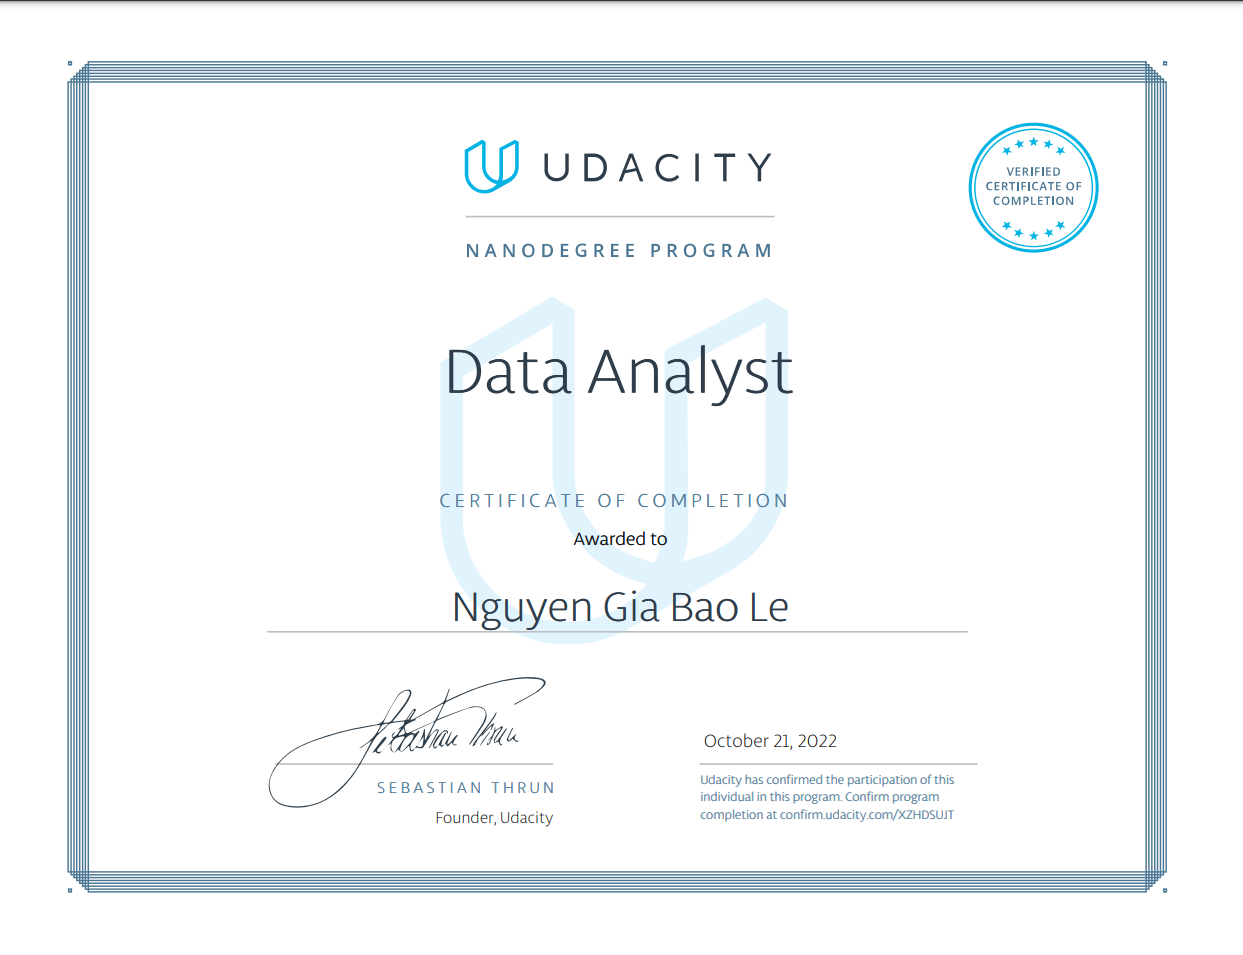 UDACITY
VERIFIED
CERTIFICATE OF
COMPLETION
NANODEGREE PROGRAM
Data Analyst
CERTIFICATE OF COMPLETION
Awarded to
Nguyen Gia Bao Le
Sebastian Thrun
SEBASTIAN THRUN
Founder, Udacity
October 21, 2022
Udacity has confirmed the participation of this
individual in this program. Confirm program
completion at confirm.udacity.com/XZHDSUJT